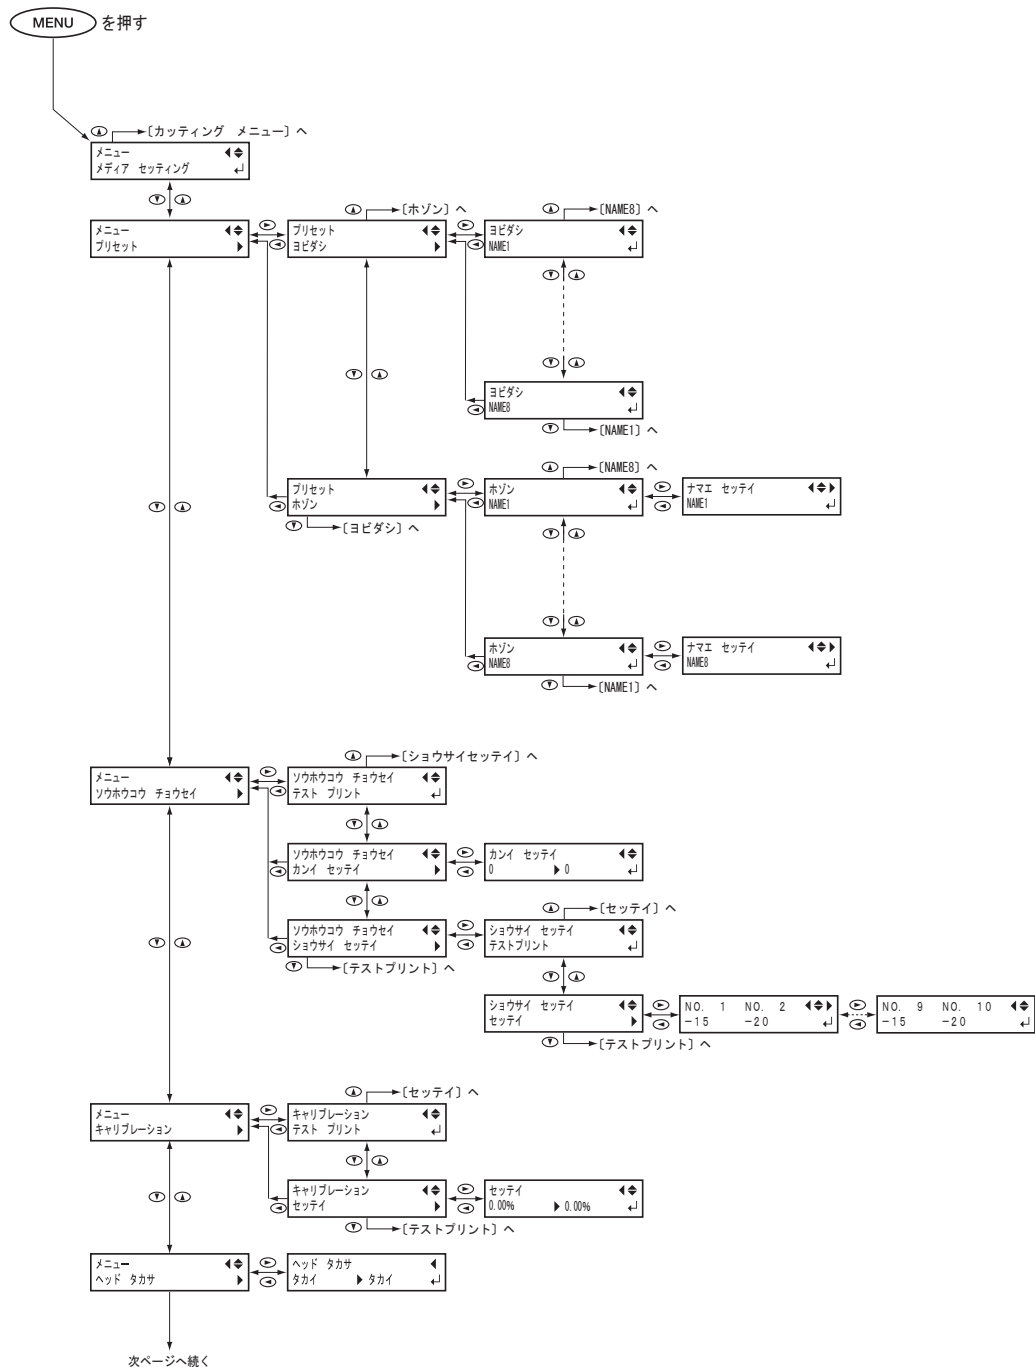 MENU を押す
〔カッティング　メニュー〕へ
メニュー
メディア セッティング
メニュー
プリセット
〔ホゾン〕へ
プリセット
ヨビダシ
〔NAME8〕へ
ヨビダシ
NAME1
ヨビダシ
NAME8
〔NAME1〕へ
プリセット
ホゾン
〔ヨビダシ〕へ
〔NAME8〕へ
ホゾン
NAME1
ナマエ セッテイ
NAME1
ホゾン
NAME8
ナマエ セッテイ
NAME8
〔NAME1〕へ
メニュー
ソウホウコウ チョウセイ
〔ショウサイセッテイ〕へ
ソウホウコウ チョウセイ
テスト プリント
ソウホウコウ チョウセイ
カンイ セッテイ
カンイ セッテイ
0 0
ソウホウコウ チョウセイ
ショウサイ セッテイ
〔テストプリント〕へ
〔セッテイ〕へ
ショウサイ セッテイ
テストプリント
ショウサイ セッテイ
セッテイ
〔テストプリント〕へ
NO. 1 NO. 2
-15 -20
NO. 9 NO. 10
-15 -20
メニュー
キャリブレーション
〔セッテイ〕へ
キャリブレーション
テスト プリント
キャリブレーション
セッテイ
〔テストプリント〕へ
セッテイ
0.00% 0.00%
メニュー
ヘッド タカサ
ヘッド タカサ
タカイ タカイ
次ページへ続く